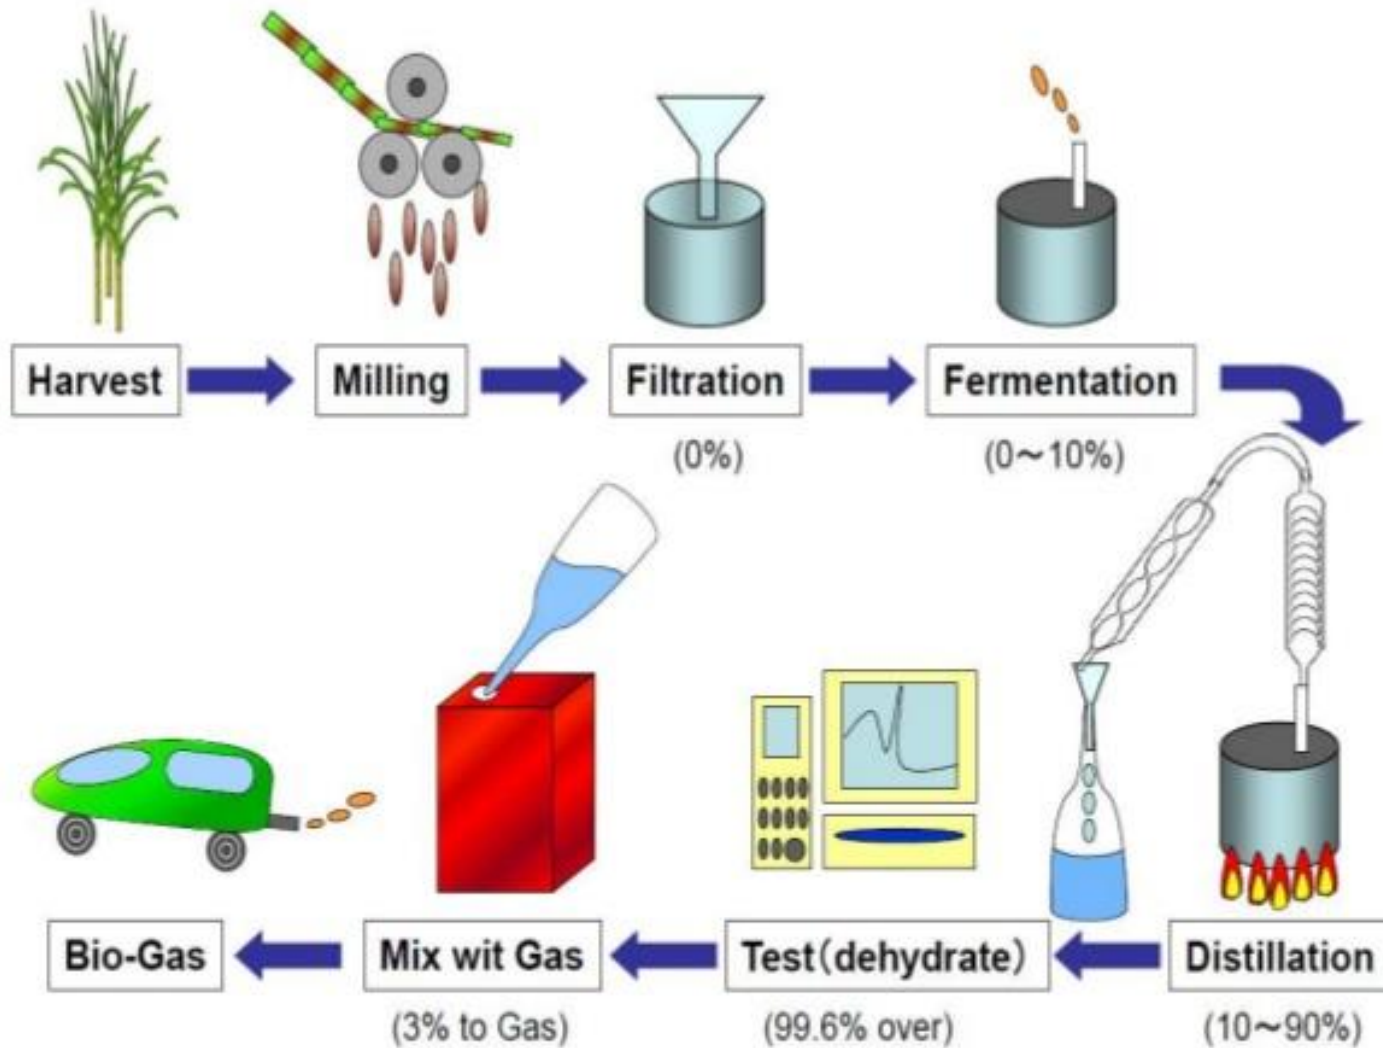 Harvest
Milling
Filtration
Fermentation
(0%)
(0～10%)
Bio-Gas
Mix wit Gas
Test（dehydrate）
Distillation
(3% to Gas)
(99.6% over)
(10～90%)